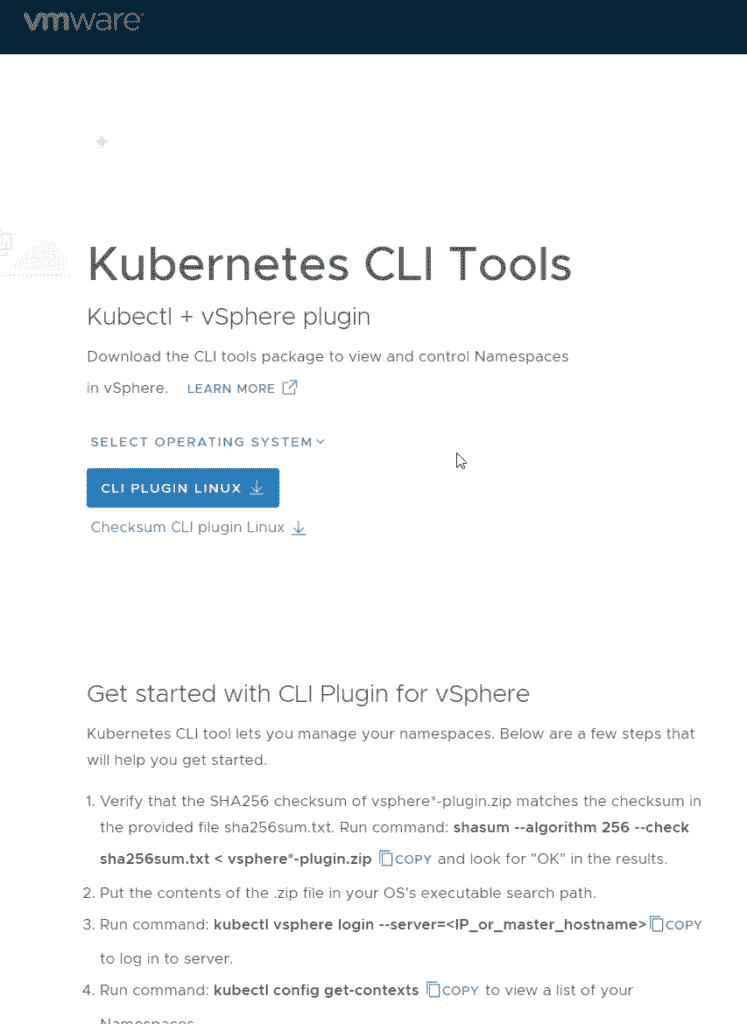 vmware
Kubernetes CLI Tools
Kubectl + vSphere plugin
Download the CLI tools package to view and control Namespaces
in vSphere. LEARN MORE
SELECT OPERATING SYSTEM
CLI PLUGIN LINUX
Checksum CLI plugin Linux
Get started with CLI Plugin for vSphere
Kubernetes CLI tool lets you manage your namespaces. Below are a few steps that
will help you get started.
1. Verify that the SHA256 checksum of vsphere*-plugin.zip matches the checksum in
the provided file sha256sum.txt. Run command: shasum --algorithm 256 --check
sha256sum.txt < vsphere*-plugin.zip COPY and look for "OK" in the results.
2. Put the contents of the .zip file in your OS's executable search path.
3. Run command: kubectl vsphere login --server=<IP_or_master_hostname> COPY
to log in to server.
4. Run command: kubectl config get-contexts COPY to view a list of your
Namespaces